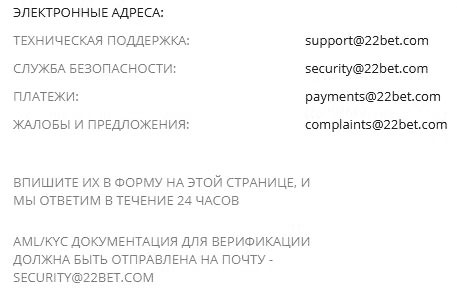 ЭЛЕКТРОННЫЕ АДРЕСА:
ТЕХНИЧЕСКАЯ ПОДДЕРЖКА: support@22bet.com
СЛУЖБА БЕЗОПАСНОСТИ: security@22bet.com
ПЛАТЕЖИ: payments@22bet.com
ЖАЛОБЫ И ПРЕДЛОЖЕНИЯ: complaints@22bet.com
ВПИШИТЕ ИХ В ФОРМУ НА ЭТОЙ СТРАНИЦЕ, И
МЫ ОТВЕТИМ В ТЕЧЕНИЕ 24 ЧАСОВ
AML/KYC ДОКУМЕНТАЦИЯ ДЛЯ ВЕРИФИКАЦИИ
ДОЛЖНА БЫТЬ ОТПРАВЛЕНА НА ПОЧТУ -
SECURITY@22BET.COM